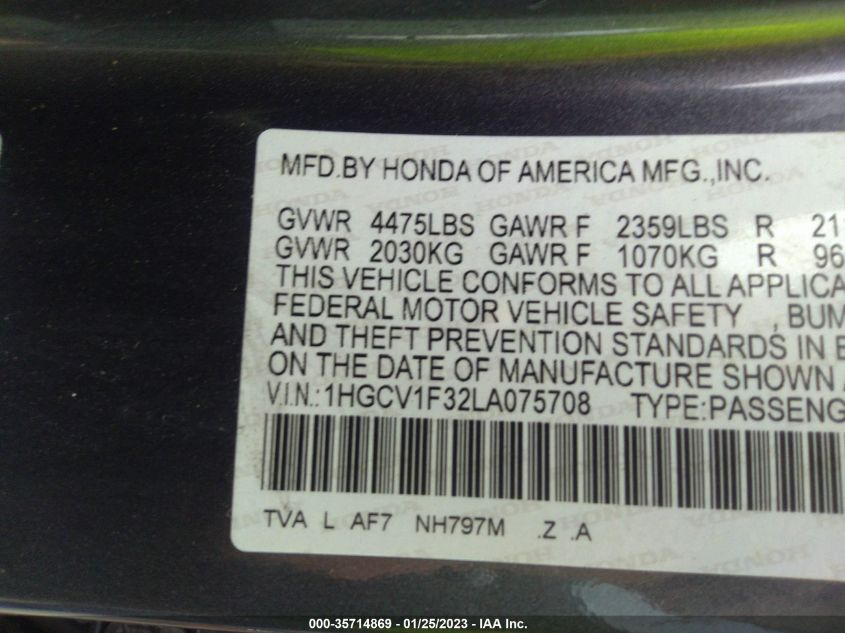 MFD.BY HONDA OF AMERICA MFG.,INC.
GVWR 4475LBS GAWR F 2359LBS R 21
GVWR 2030KG GAWR F 1070KG R 96
THIS VEHICLE CONFORMS TO ALL APPLICA
FEDERAL MOTOR VEHICLE SAFETY , BUM
AND THEFT PREVENTION STANDARDS IN E
ON THE DATE OF MANUFACTURE SHOWN A
V.I.N.:1HGCV1F32LA075708 TYPE:PASSENG
TVA L AF7 NH797M .Z .A
000-35714869 | 01/25/2023 - IAA Inc.